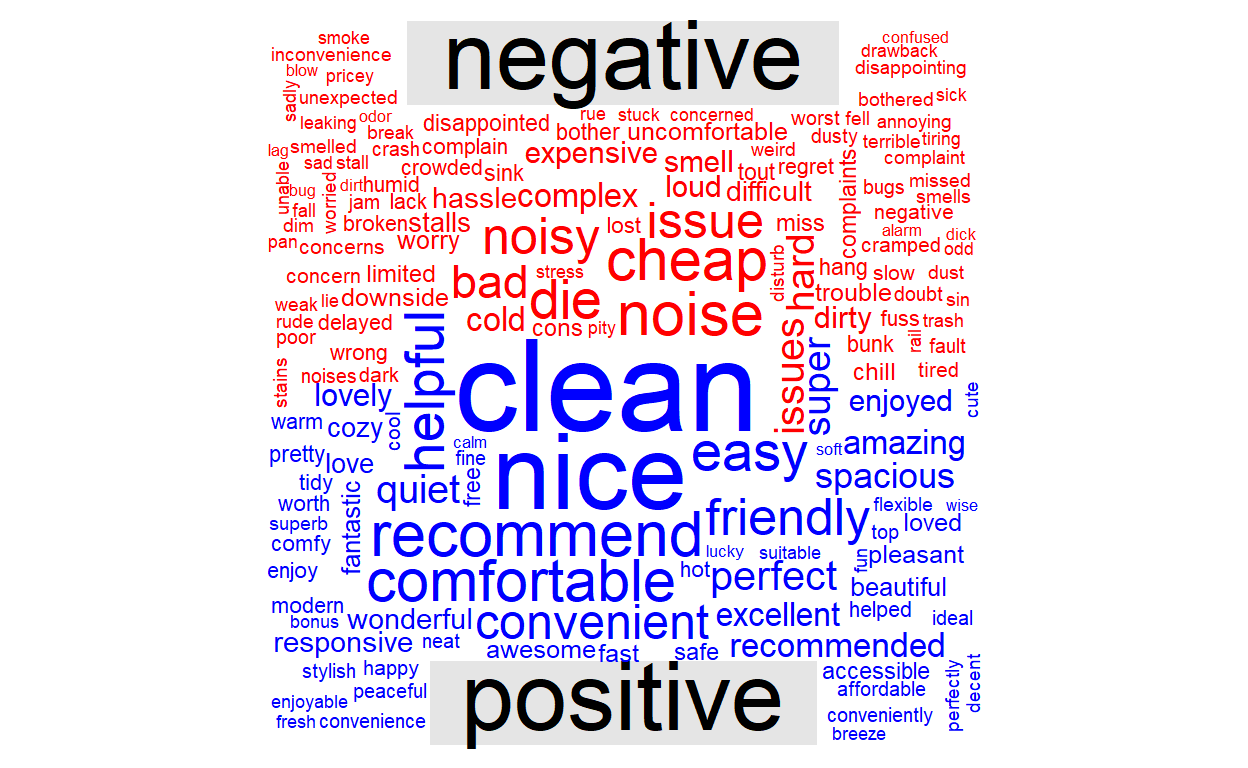 negative
smoke
confused
inconvenience
drawback
blow
pricey
disappointing
sadly
unexpected
bothered
sick
leaking
odor
break
disappointed
rue
stuck
concerned
worst
fell
annoying
bother
uncomfortable
dusty
terrible
tiring
lag
smelled
crash
complain
expensive
smell
weird
complaint
sad
stall
crowded
sink
tout
regret
unable
bug
worried
dirt
humid
hassle
complex
loud
difficult
complaints
bugs
missed
smells
fall
jam
lack
.
negative
dim
broken
stalls
noisy
lost
issue
miss
alarm
dick
pan
concerns
worry
cheap
disturb
hard
cramped
odd
concern
limited
bad
stress
hang
slow
dust
weak
lie
downside
die
noise
trouble
doubt
sin
rude
delayed
cold
cons
pity
dirty
fuss
trash
poor
wrong
issues
bunk
rail
fault
stains
noises
dark
chill
tired
helpful
clean
super
lovely
enjoyed
cute
warm
cozy
cool
calm
nice
easy
soft
amazing
pretty
love
fine
spacious
tidy
quiet
free
worth
fantastic
friendly
flexible
wise
superb
recommend
top
loved
comfy
lucky
suitable
fun
pleasant
enjoy
comfortable
hot
perfect
beautiful
modern
bonus
wonderful
convenient
excellent
helped
ideal
responsive
neat
awesome
fast
safe
recommended
stylish
happy
accessible
perfectly
decent
enjoyable
peaceful
affordable
fresh
convenience
conveniently
breeze
positive